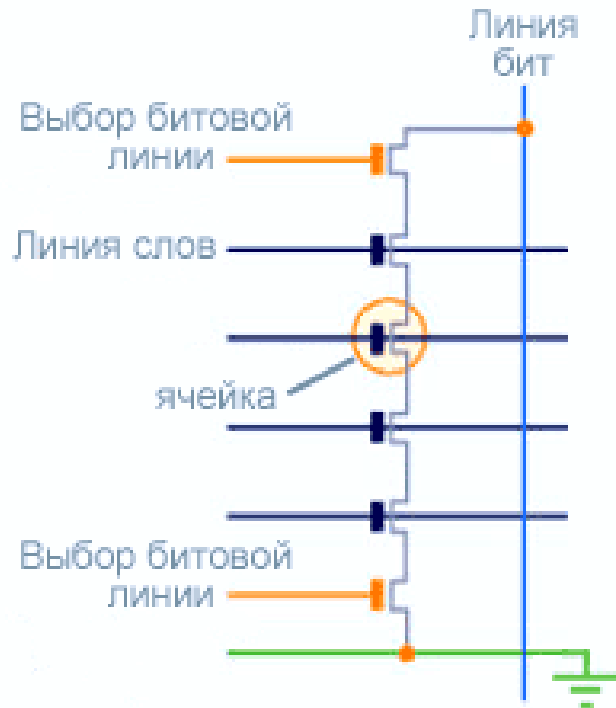 Линия
бит
Выбор битовой
линии
Линия слов
ячейка
Выбор битовой
линии